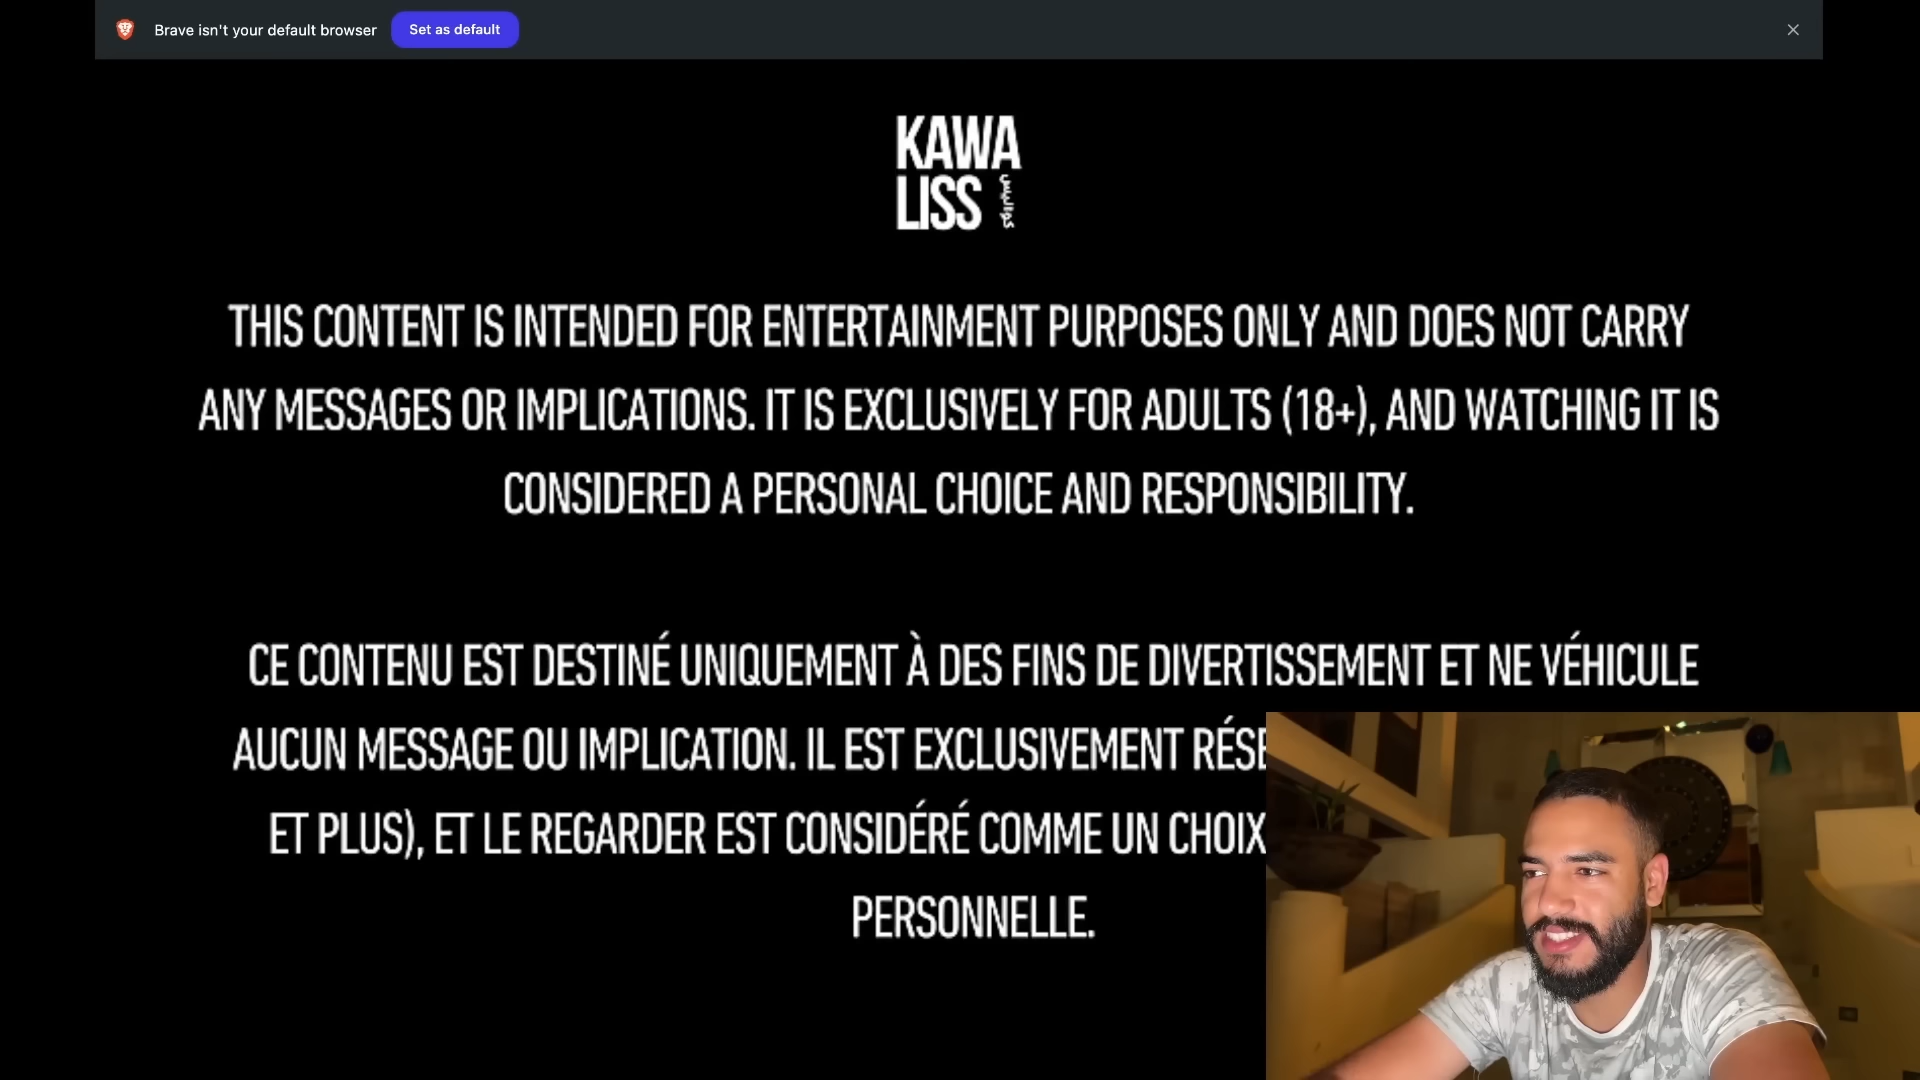 Brave isn't your default browser
Set as default
KAWA
LISS
كواليس
THIS CONTENT IS INTENDED FOR ENTERTAINMENT PURPOSES ONLY AND DOES NOT CARRY
ANY MESSAGES OR IMPLICATIONS. IT IS EXCLUSIVELY FOR ADULTS (18+), AND WATCHING IT IS
CONSIDERED A PERSONAL CHOICE AND RESPONSIBILITY.
CE CONTENU EST DESTINÉ UNIQUEMENT À DES FINS DE DIVERTISSEMENT ET NE VÉHICULE
AUCUN MESSAGE OU IMPLICATION. IL EST EXCLUSIVEMENT
ET PLUS), ET LE REGARDER EST CONSIDÉRÉ COMME UN CHOIX
PERSONNELLE.